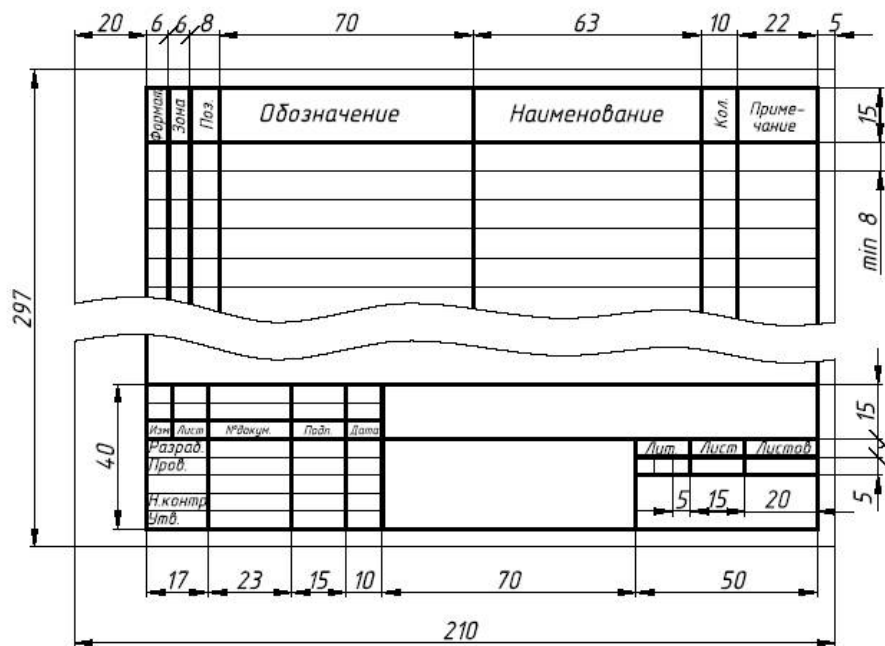 20 6 6 8 70 63 10 22 5
Формат Зона Поз. Обозначение Наименование Кол. Приме-
чание
15
min 8
297
15
40
Изм Лист №докум. Подп. Дата
Разраб. Лит. Лист Листов
Пров.
5 15 20 5
Н.контр
Утв.
17 23 15 10 70 50
210